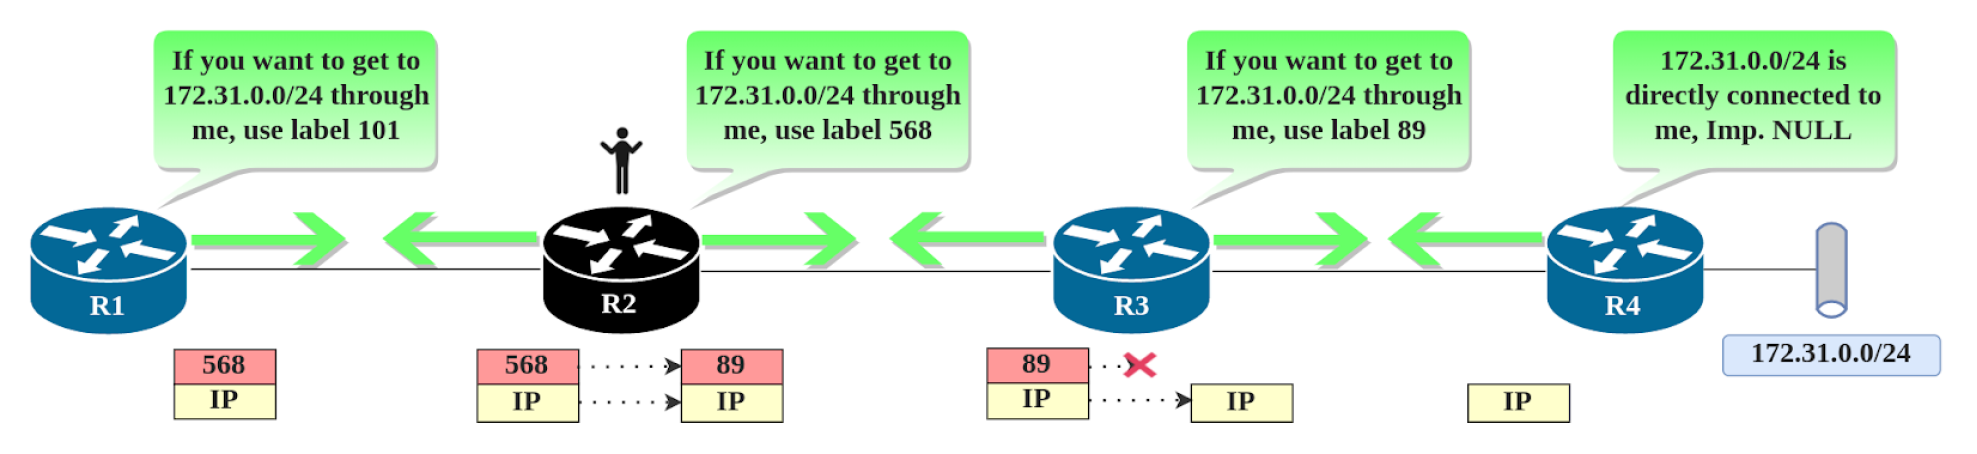 If you want to get to
172.31.0.0/24 through
me, use label 101
If you want to get to
172.31.0.0/24 through
me, use label 568
If you want to get to
172.31.0.0/24 through
me, use label 89
172.31.0.0/24 is
directly connected to
me, Imp. NULL
R1
R2
R3
R4
172.31.0.0/24
568
IP
568
IP
89
IP
89
IP
IP
IP